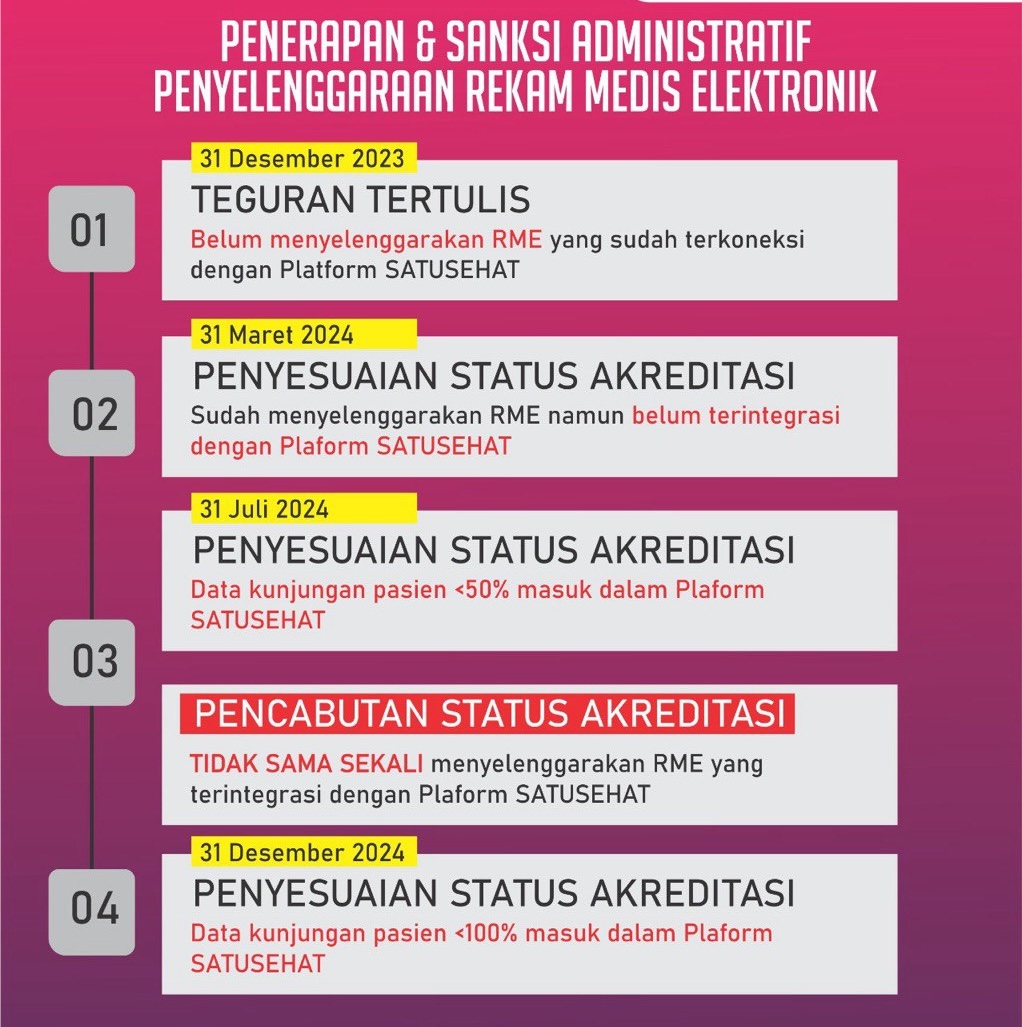 PENERAPAN & SANKSI ADMINISTRATIF
PENYELENGGARAAN REKAM MEDIS ELEKTRONIK
01
31 Desember 2023
TEGURAN TERTULIS
Belum menyelenggarakan RME yang sudah terkoneksi
dengan Platform SATUSEHAT
02
31 Maret 2024
PENYESUAIAN STATUS AKREDITASI
Sudah menyelenggarakan RME namun belum terintegrasi
dengan Plaform SATUSEHAT
03
31 Juli 2024
PENYESUAIAN STATUS AKREDITASI
Data kunjungan pasien <50% masuk dalam Plaform
SATUSEHAT
PENCABUTAN STATUS AKREDITASI
TIDAK SAMA SEKALI menyelenggarakan RME yang
terintegrasi dengan Plaform SATUSEHAT
04
31 Desember 2024
PENYESUAIAN STATUS AKREDITASI
Data kunjungan pasien <100% masuk dalam Plaform
SATUSEHAT